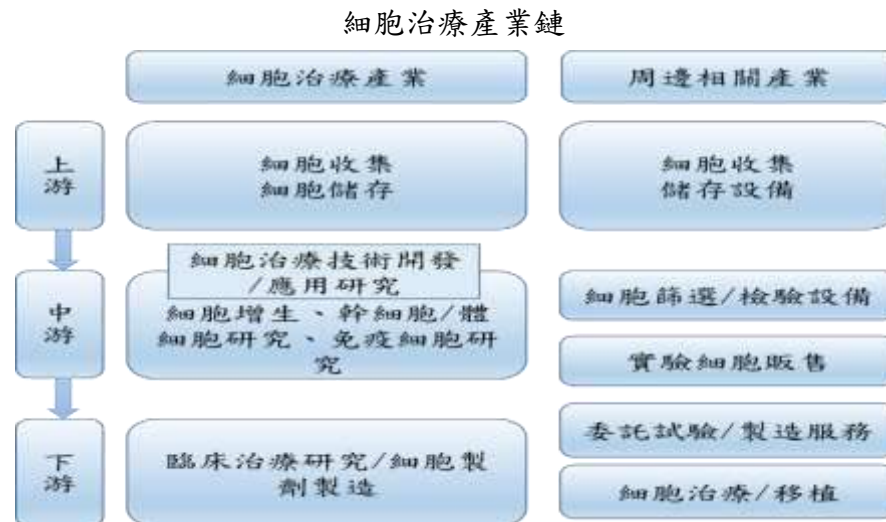 細胞治療產業鏈
細胞治療產業
周邊相關產業
上
游
細胞收集
細胞儲存
細胞收集
儲存設備
中
游
細胞治療技術開發
/應用研究
細胞增生、幹細胞/體
細胞研究、免疫細胞研
究
細胞篩選/檢驗設備
實驗細胞販售
下
游
臨床治療研究/細胞製
劑製造
委託試驗/製造服務
細胞治療/移植